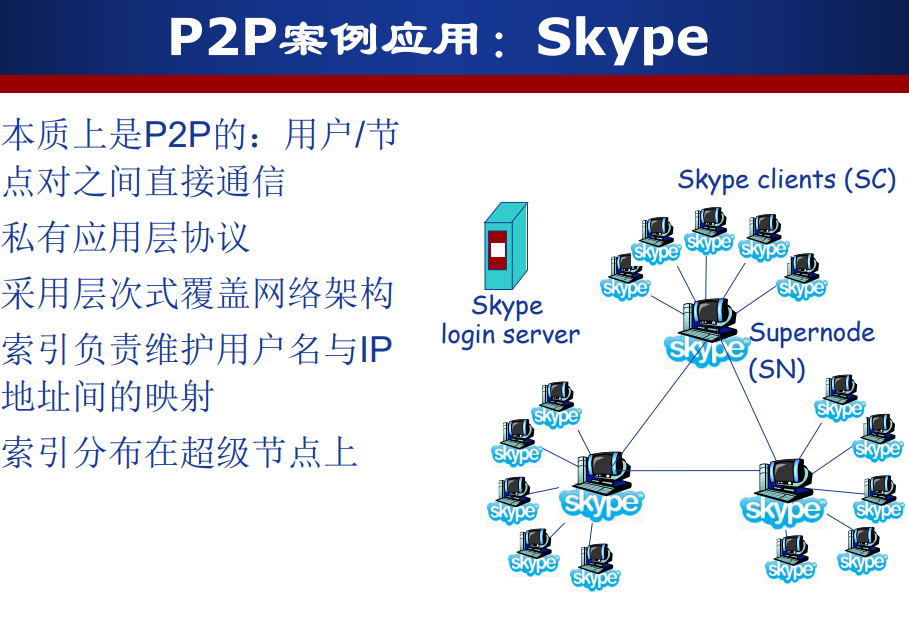 P2P案例应用：Skype
本质上是P2P的：用户/节
点对之间直接通信
私有应用层协议
采用层次式覆盖网络架构
索引负责维护用户名与IP
地址间的映射
索引分布在超级节点上
Skype clients (SC)
skype
skype
skype
skype
skype
Skype
login server
skype
Supernode
(SN)
skype
skype
skype
skype
skype
skype
skype
skype
skype
skype
skype
skype
skype